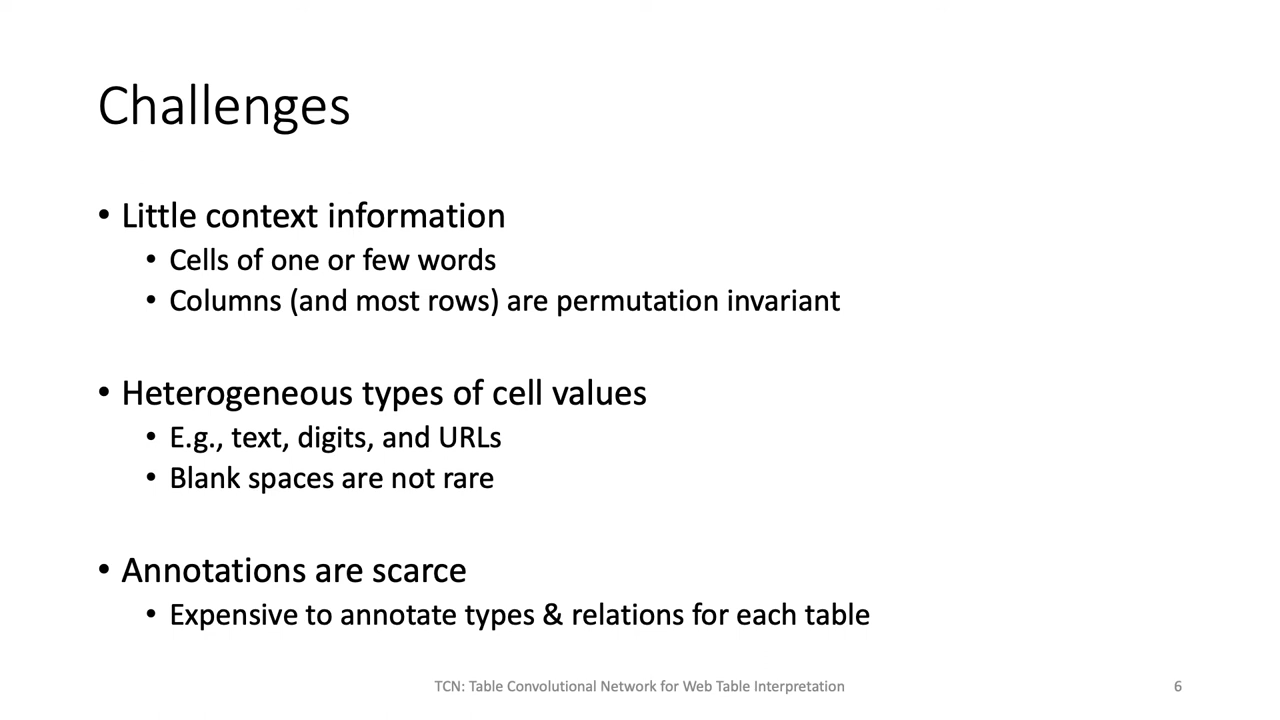 Challenges
• Little context information
• Cells of one or few words
• Columns (and most rows) are permutation invariant
• Heterogeneous types of cell values
• E.g., text, digits, and URLs
• Blank spaces are not rare
• Annotations are scarce
• Expensive to annotate types & relations for each table
TCN: Table Convolutional Network for Web Table Interpretation
6